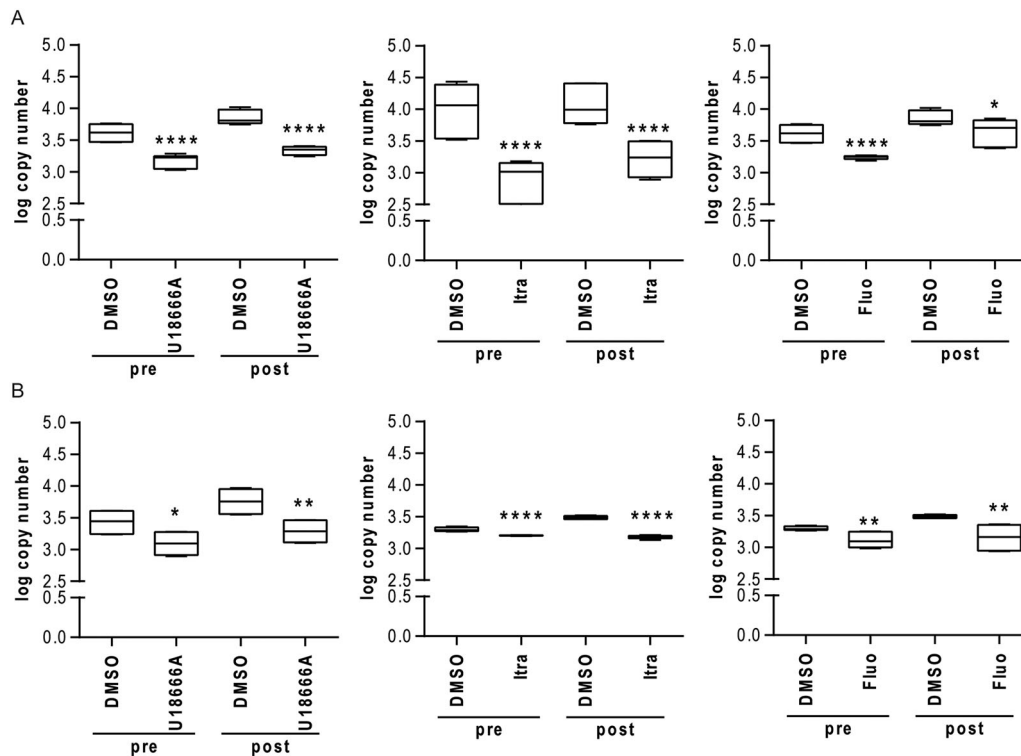 A
log copy number
5.0
4.5
4.0
3.5
3.0
2.5
0.5
0.0
****
****
DMSO
U18666A
DMSO
U18666A
pre
post
log copy number
5.0
4.5
4.0
3.5
3.0
2.5
0.5
0.0
****
****
DMSO
Itra
DMSO
Itra
pre
post
log copy number
5.0
4.5
4.0
3.5
3.0
2.5
0.5
0.0
****
*
DMSO
Fluo
DMSO
Fluo
pre
post
B
log copy number
5.0
4.5
4.0
3.5
3.0
2.5
0.5
0.0
*
**
DMSO
U18666A
DMSO
U18666A
pre
post
log copy number
5.0
4.5
4.0
3.5
3.0
2.5
0.5
0.0
****
****
DMSO
Itra
DMSO
Itra
pre
post
log copy number
5.0
4.5
4.0
3.5
3.0
2.5
0.5
0.0
**
**
DMSO
Fluo
DMSO
Fluo
pre
post